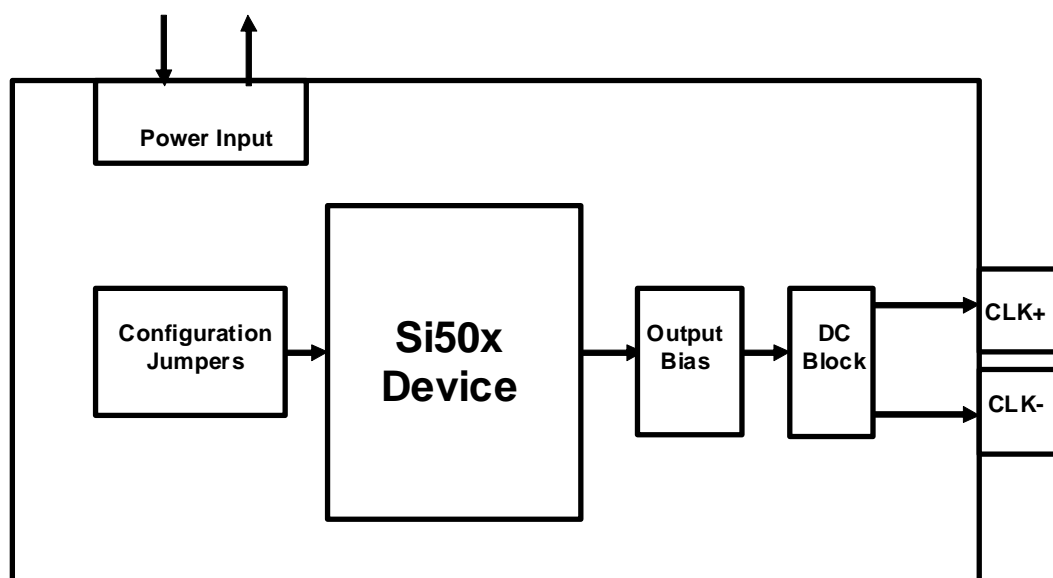 Power Input
Configuration
Jumpers
Si50x
Device
Output
Bias
DC
Block
CLK+
CLK-